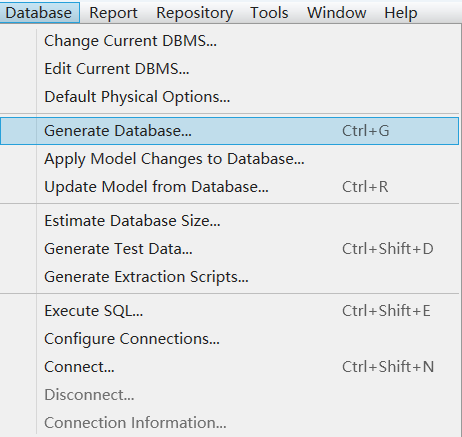 Database Report Repository Tools Window Help
Change Current DBMS...
Edit Current DBMS...
Default Physical Options...
Generate Database... Ctrl+G
Apply Model Changes to Database...
Update Model from Database... Ctrl+R
Estimate Database Size...
Generate Test Data... Ctrl+Shift+D
Generate Extraction Scripts...
Execute SQL... Ctrl+Shift+E
Configure Connections...
Connect... Ctrl+Shift+N
Disconnect...
Connection Information...